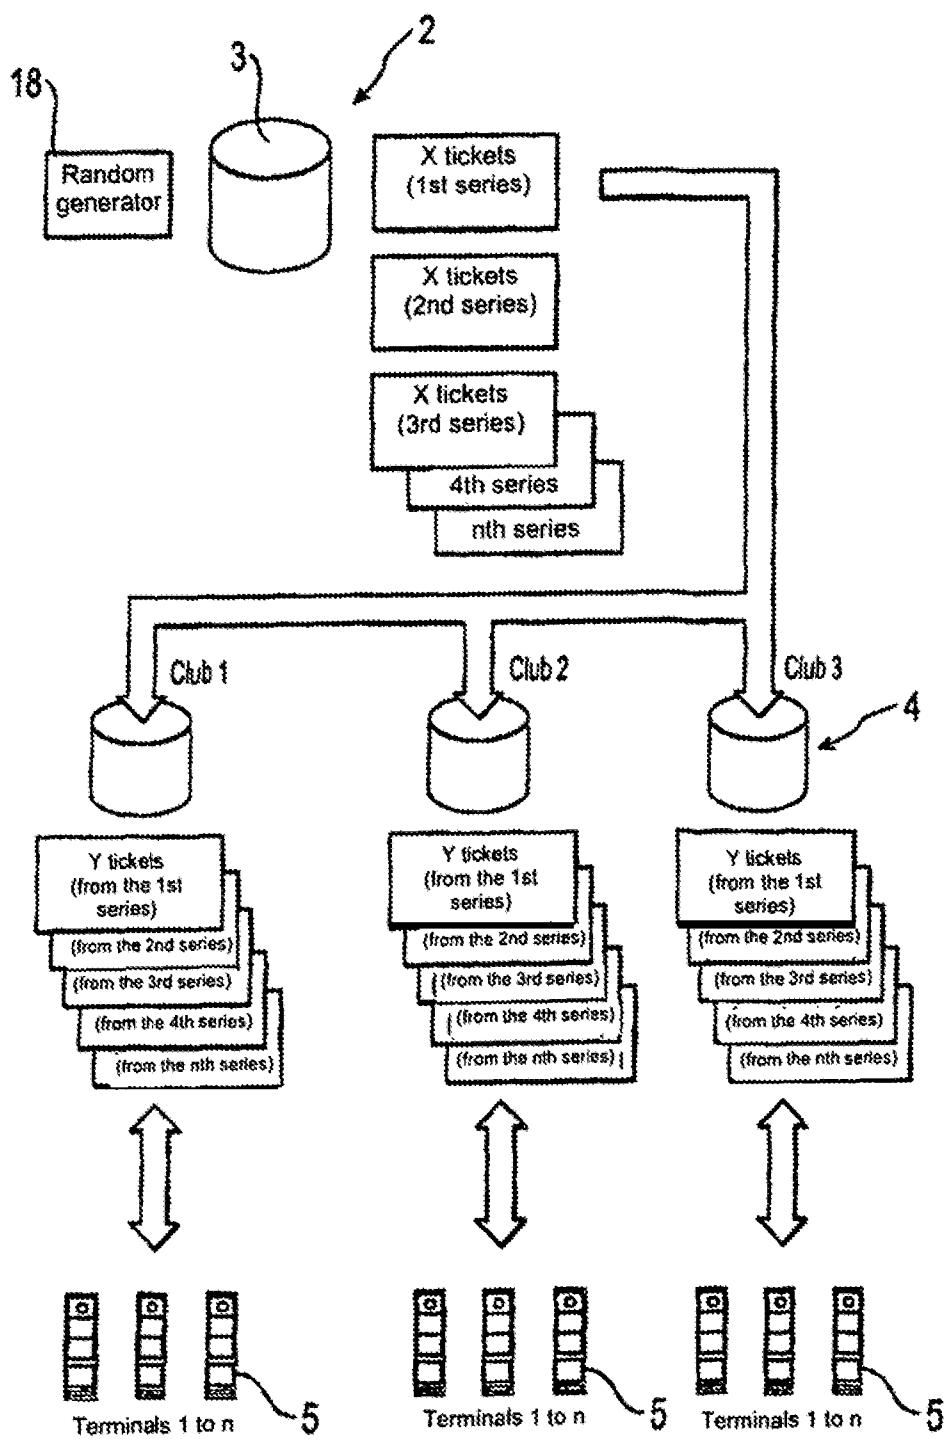 2
3
18
Random
generator
X tickets
(1st series)
X tickets
(2nd series)
X tickets
(3rd series)
4th series
nth series
Club 1
Club 2
Club 3
4
Y tickets
(from the 1st
series)
(from the 2nd series)
(from the 3rd series)
(from the 4th series)
(from the nth series)
Y tickets
(from the 1st
series)
(from the 2nd series)
(from the 3rd series)
(from the 4th series)
(from the nth series)
Y tickets
(from the 1st
series)
(from the 2nd series)
(from the 3rd series)
(from the 4th series)
(from the nth series)
Terminals 1 to n
5
Terminals 1 to n
5
Terminals 1 to n
5